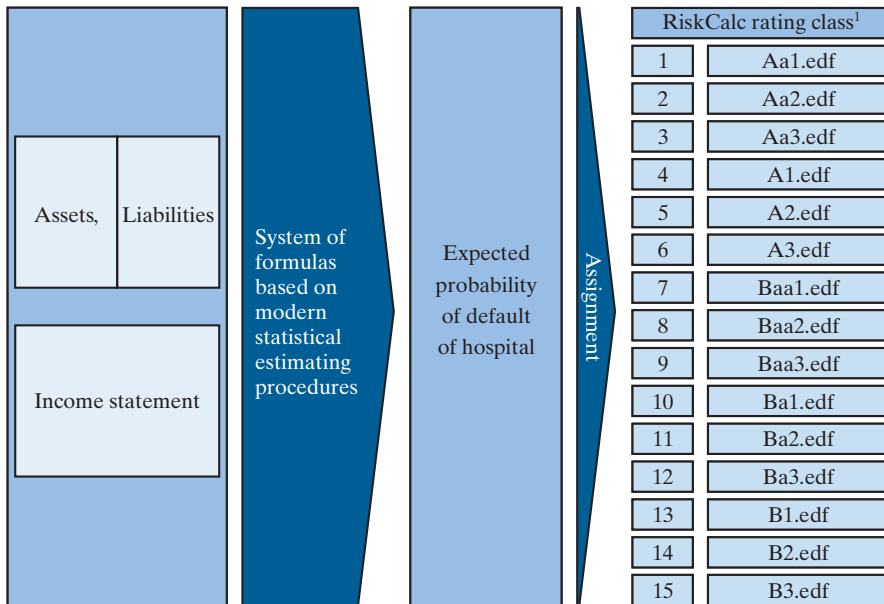 Assets,
Liabilities
Income statement
System of
formulas
based on
modern
statistical
estimating
procedures
Expected
probability
of default
of hospital
Assignment
RiskCalc rating class¹
1 Aa1.edf
2 Aa2.edf
3 Aa3.edf
4 A1.edf
5 A2.edf
6 A3.edf
7 Baa1.edf
8 Baa2.edf
9 Baa3.edf
10 Ba1.edf
11 Ba2.edf
12 Ba3.edf
13 B1.edf
14 B2.edf
15 B3.edf